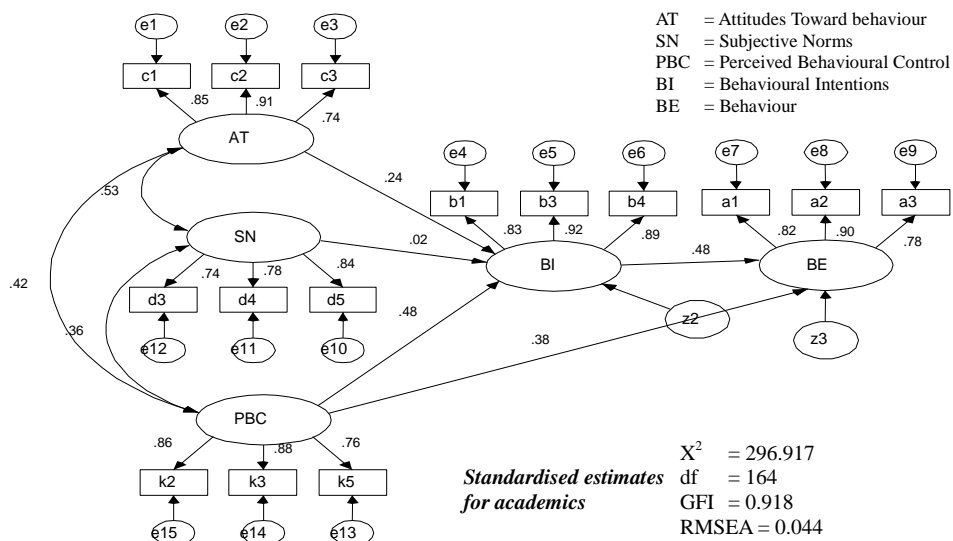 e1 e2 e3
c1 c2 c3
.85 .91 .74
AT
AT = Attitudes Toward behaviour
SN = Subjective Norms
PBC = Perceived Behavioural Control
BI = Behavioural Intentions
BE = Behaviour
e4 e5 e6
b1 b3 b4
.83 .92 .89
BI
e7 e8 e9
a1 a2 a3
.82 .90 .78
BE
.53
.24
SN
.02
.48
.74 .78 .84
d3 d4 d5
e12 e11 e10
.42
.36
.48
.38
z2
z3
PBC
.86 .88 .76
k2 k3 k5
e15 e14 e13
Standardised estimates
for academics
X² = 296.917
df = 164
GFI = 0.918
RMSEA = 0.044